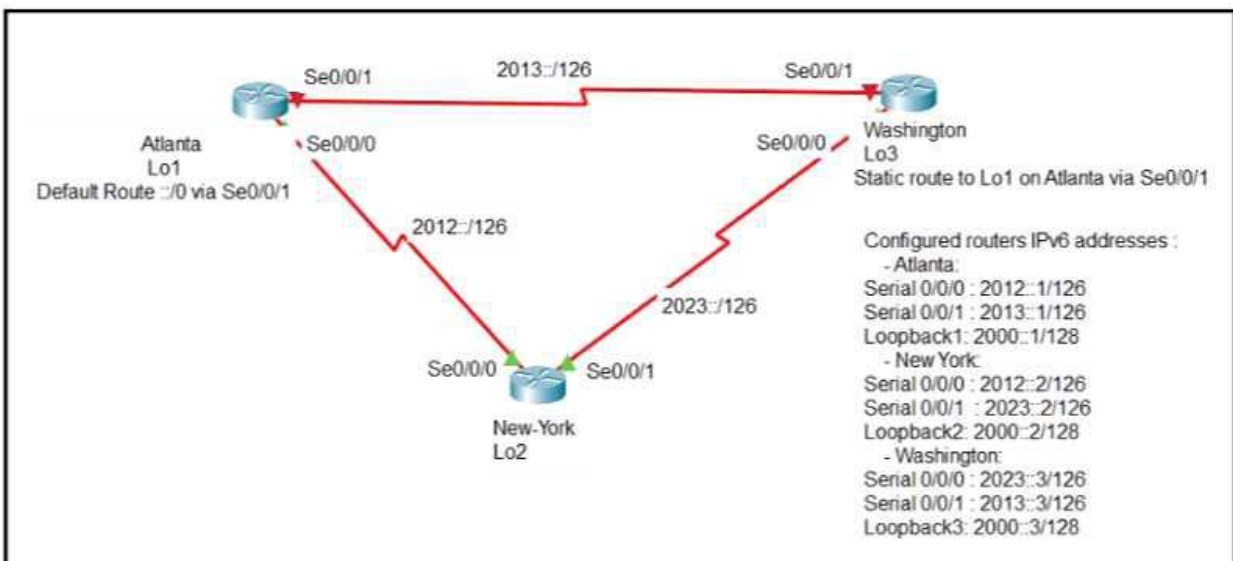 2013::/126
Se0/0/1
Se0/0/1
Atlanta
Lo1
Default Route ::/0 via Se0/0/1
Se0/0/0
Se0/0/0
Washington
Lo3
Static route to Lo1 on Atlanta via Se0/0/1
2012::/126
2023::/126
Se0/0/0
Se0/0/1
New-York
Lo2
Configured routers IPv6 addresses :
- Atlanta:
Serial 0/0/0 : 2012::1/126
Serial 0/0/1 : 2013::1/126
Loopback1: 2000::1/128
- New York:
Serial 0/0/0 : 2012::2/126
Serial 0/0/1 : 2023::2/126
Loopback2: 2000::2/128
- Washington:
Serial 0/0/0 : 2023::3/126
Serial 0/0/1 : 2013::3/126
Loopback3: 2000::3/128